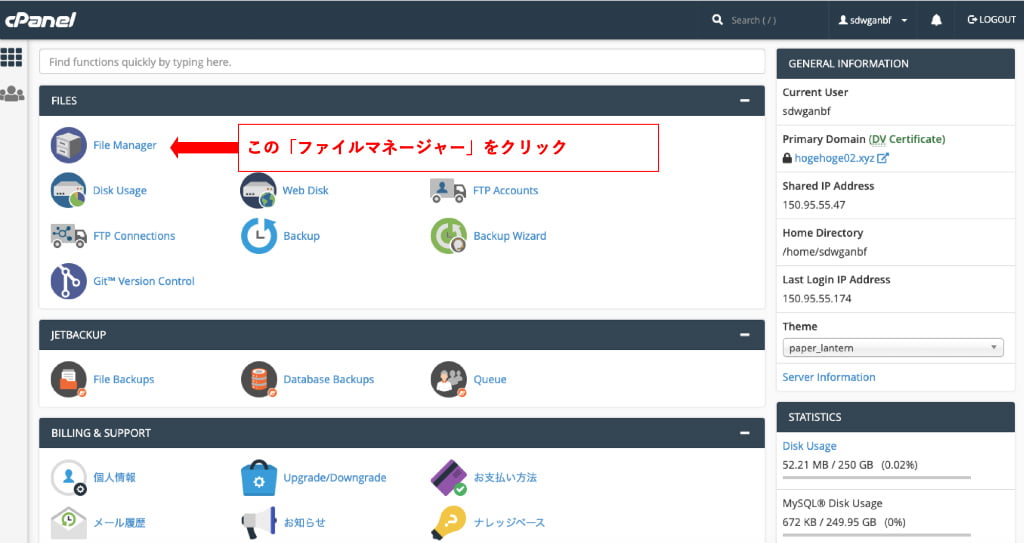 cPanel
Search ( / )
sdwganbf
LOGOUT
Find functions quickly by typing here.
FILES
File Manager
この「ファイルマネージャー」をクリック
Disk Usage
Web Disk
FTP Accounts
FTP Connections
Backup
Backup Wizard
Git™ Version Control
JETBACKUP
File Backups
Database Backups
Queue
BILLING & SUPPORT
個人情報
Upgrade/Downgrade
お支払い方法
メール履歴
お知らせ
ナレッジベース
GENERAL INFORMATION
Current User
sdwganbf
Primary Domain (DV Certificate)
hogehoge02.xyz
Shared IP Address
150.95.55.47
Home Directory
/home/sdwganbf
Last Login IP Address
150.95.55.174
Theme
paper_lantern
Server Information
STATISTICS
Disk Usage
52.21 MB / 250 GB (0.02%)
MySQL® Disk Usage
672 KB / 249.95 GB (0%)